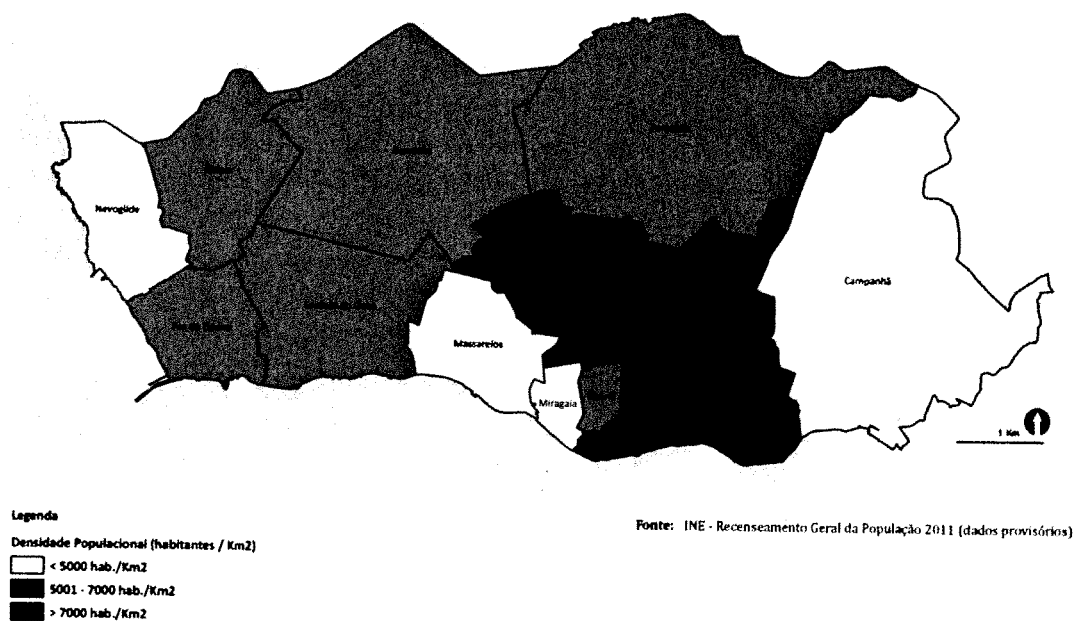 Nevogilde
Campanhã
Massarelos
Miragaia
1 Km
Legenda
Densidade Populacional (habitantes / Km2)
< 5000 hab./Km2
5001 - 7000 hab./Km2
> 7000 hab./Km2
Fonte: INE - Recenseamento Geral da População 2011 (dados provisórios)